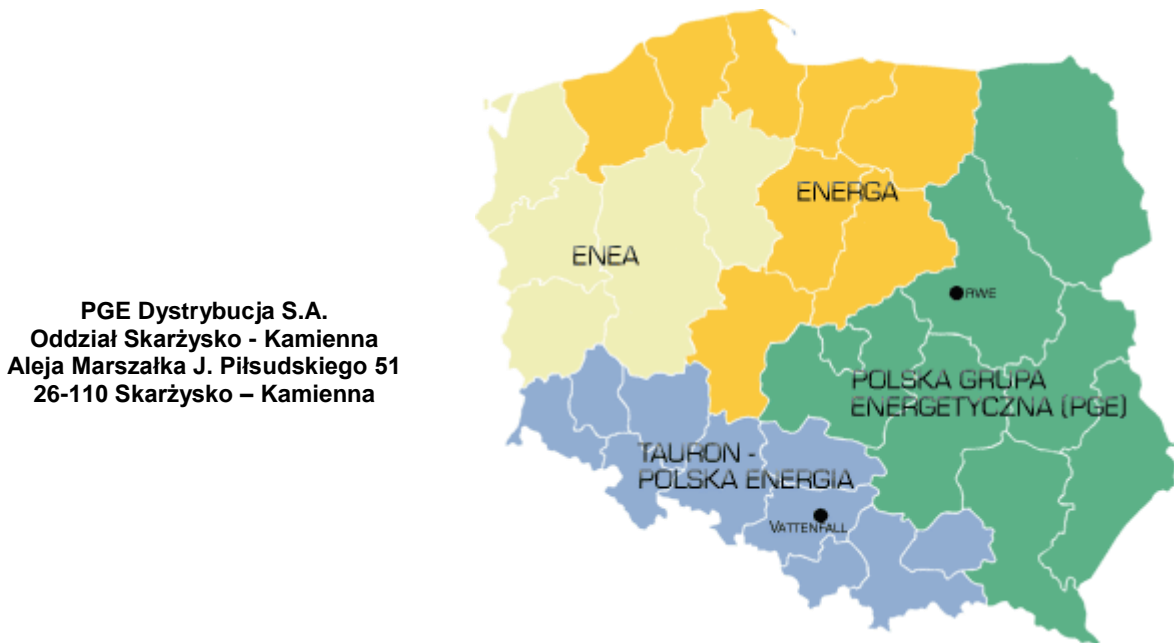 PGE Dystrybucja S.A.
Oddział Skarżysko - Kamienna
Aleja Marszałka J. Piłsudskiego 51
26-110 Skarżysko – Kamienna
ENERGA
ENEA
RWE
POLSKA GRUPA
ENERGETYCZNA (PGE)
TAURON -
POLSKA ENERGIA
VATTENFALL